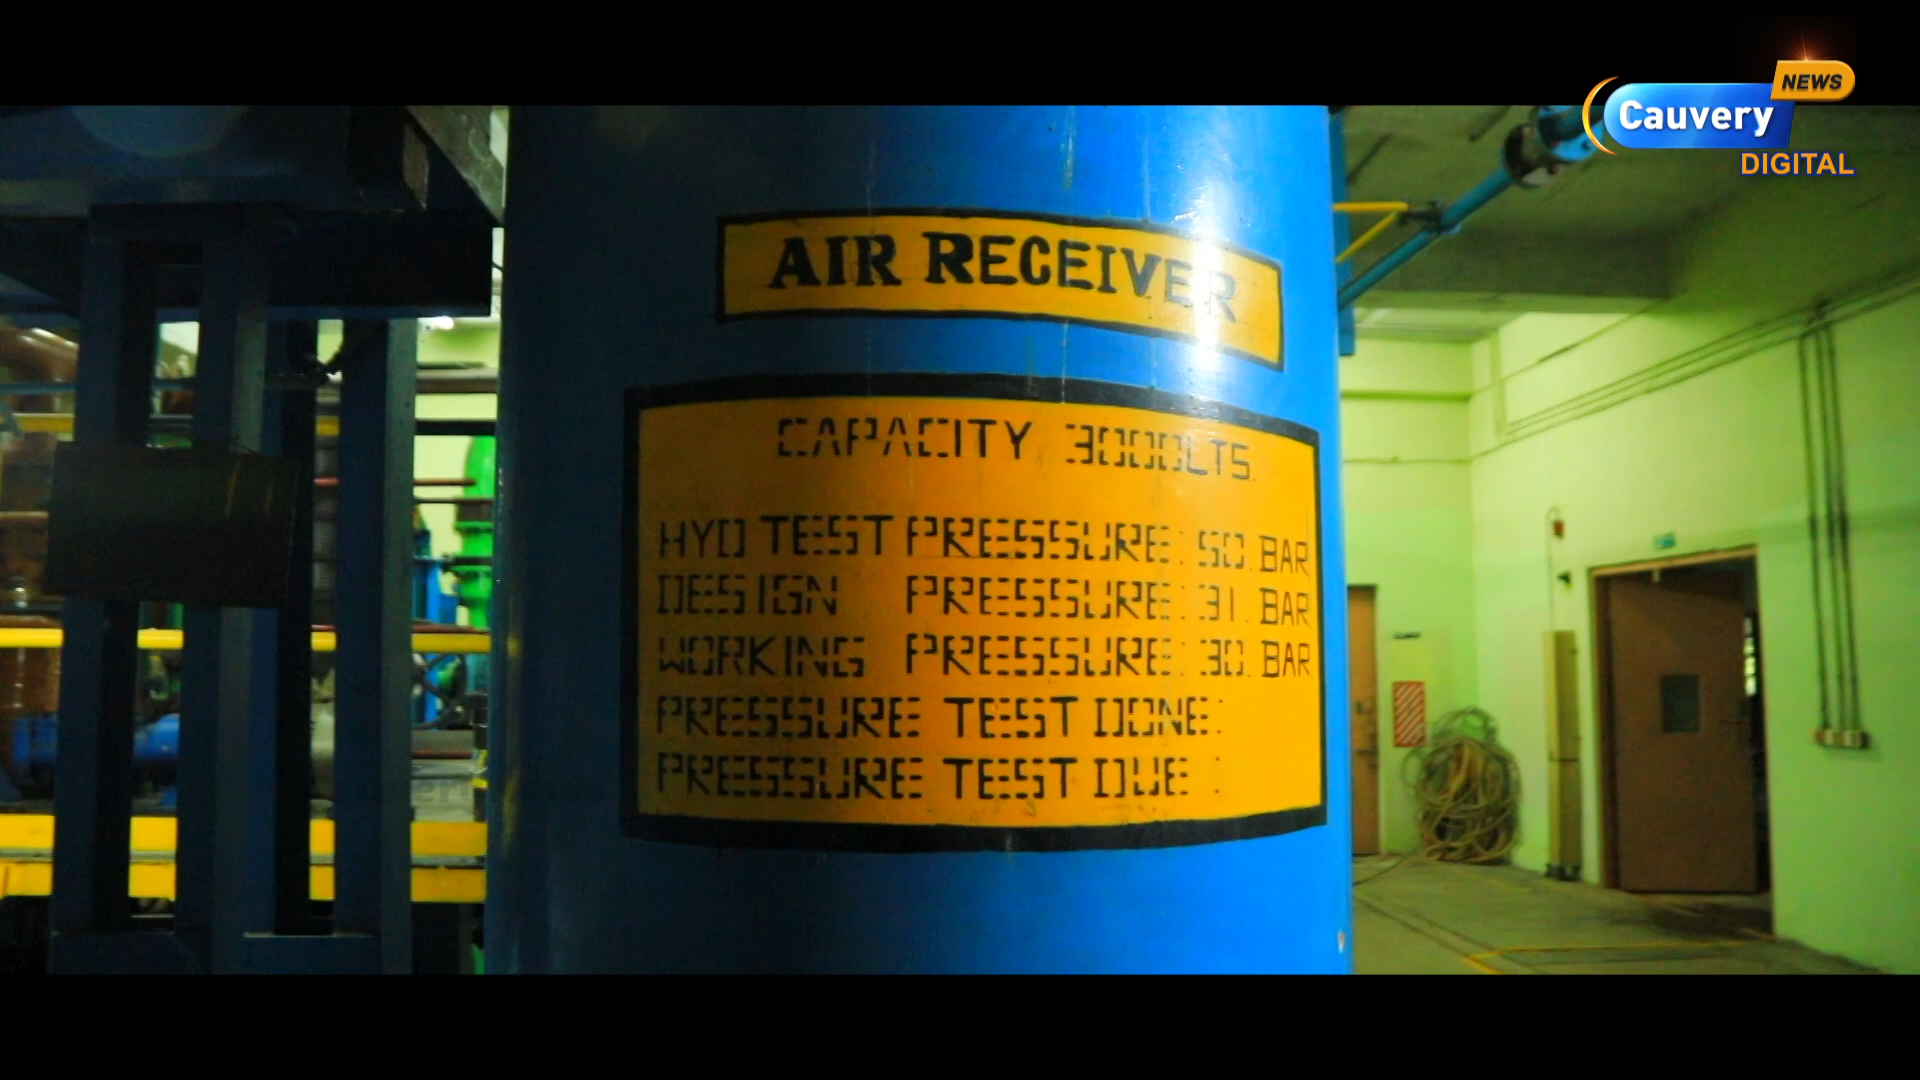 NEWS
Cauvery
DIGITAL
AIR RECEIVER
CAPACITY 3000LTS.
HYD TEST PRESSURE: 50. BAR
DESIGN PRESSURE: 31. BAR
WORKING PRESSURE: 30. BAR
PRESSURE TEST DONE:
PRESSURE TEST DUE :